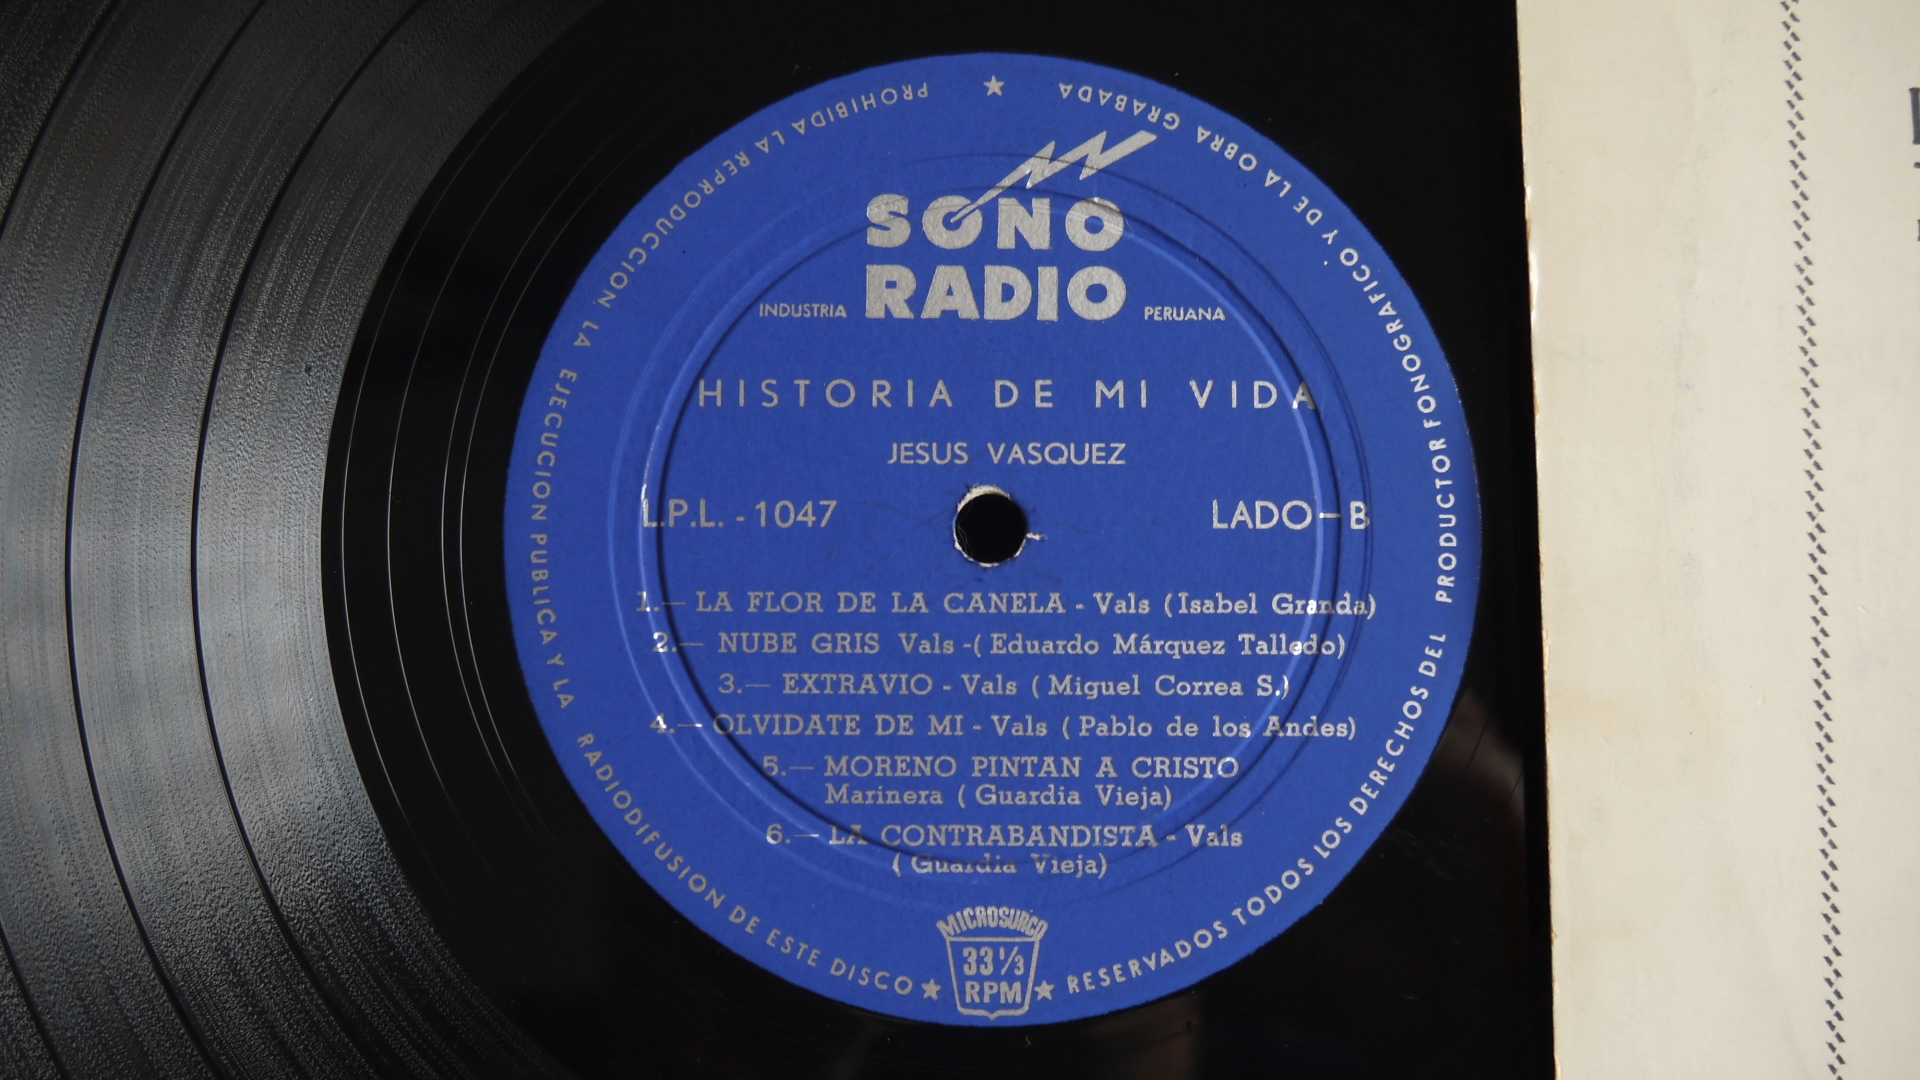 SONO
RADIO
INDUSTRIA PERUANA
HISTORIA DE MI VIDA
JESUS VASQUEZ
L.P.L. - 1047 LADO - B
1.— LA FLOR DE LA CANELA - Vals (Isabel Granda)
2.— NUBE GRIS Vals -( Eduardo Márquez Talledo)
3.— EXTRAVIO - Vals ( Miguel Correa S.)
4.— OLVIDATE DE MI - Vals ( Pablo de los Andes)
5.— MORENO PINTAN A CRISTO
Marinera ( Guardia Vieja)
6.— LA CONTRABANDISTA - Vals
( Guardia Vieja)
MICROSURCO
33 1/3
RPM
RESERVADOS TODOS LOS DERECHOS DEL PRODUCTOR FONOGRAFICO Y DE LA OBRA GRABADA ★ PROHIBIDA LA REPRODUCCION LA EJECUCION PUBLICA Y LA RADIODIFUSION DE ESTE DISCO